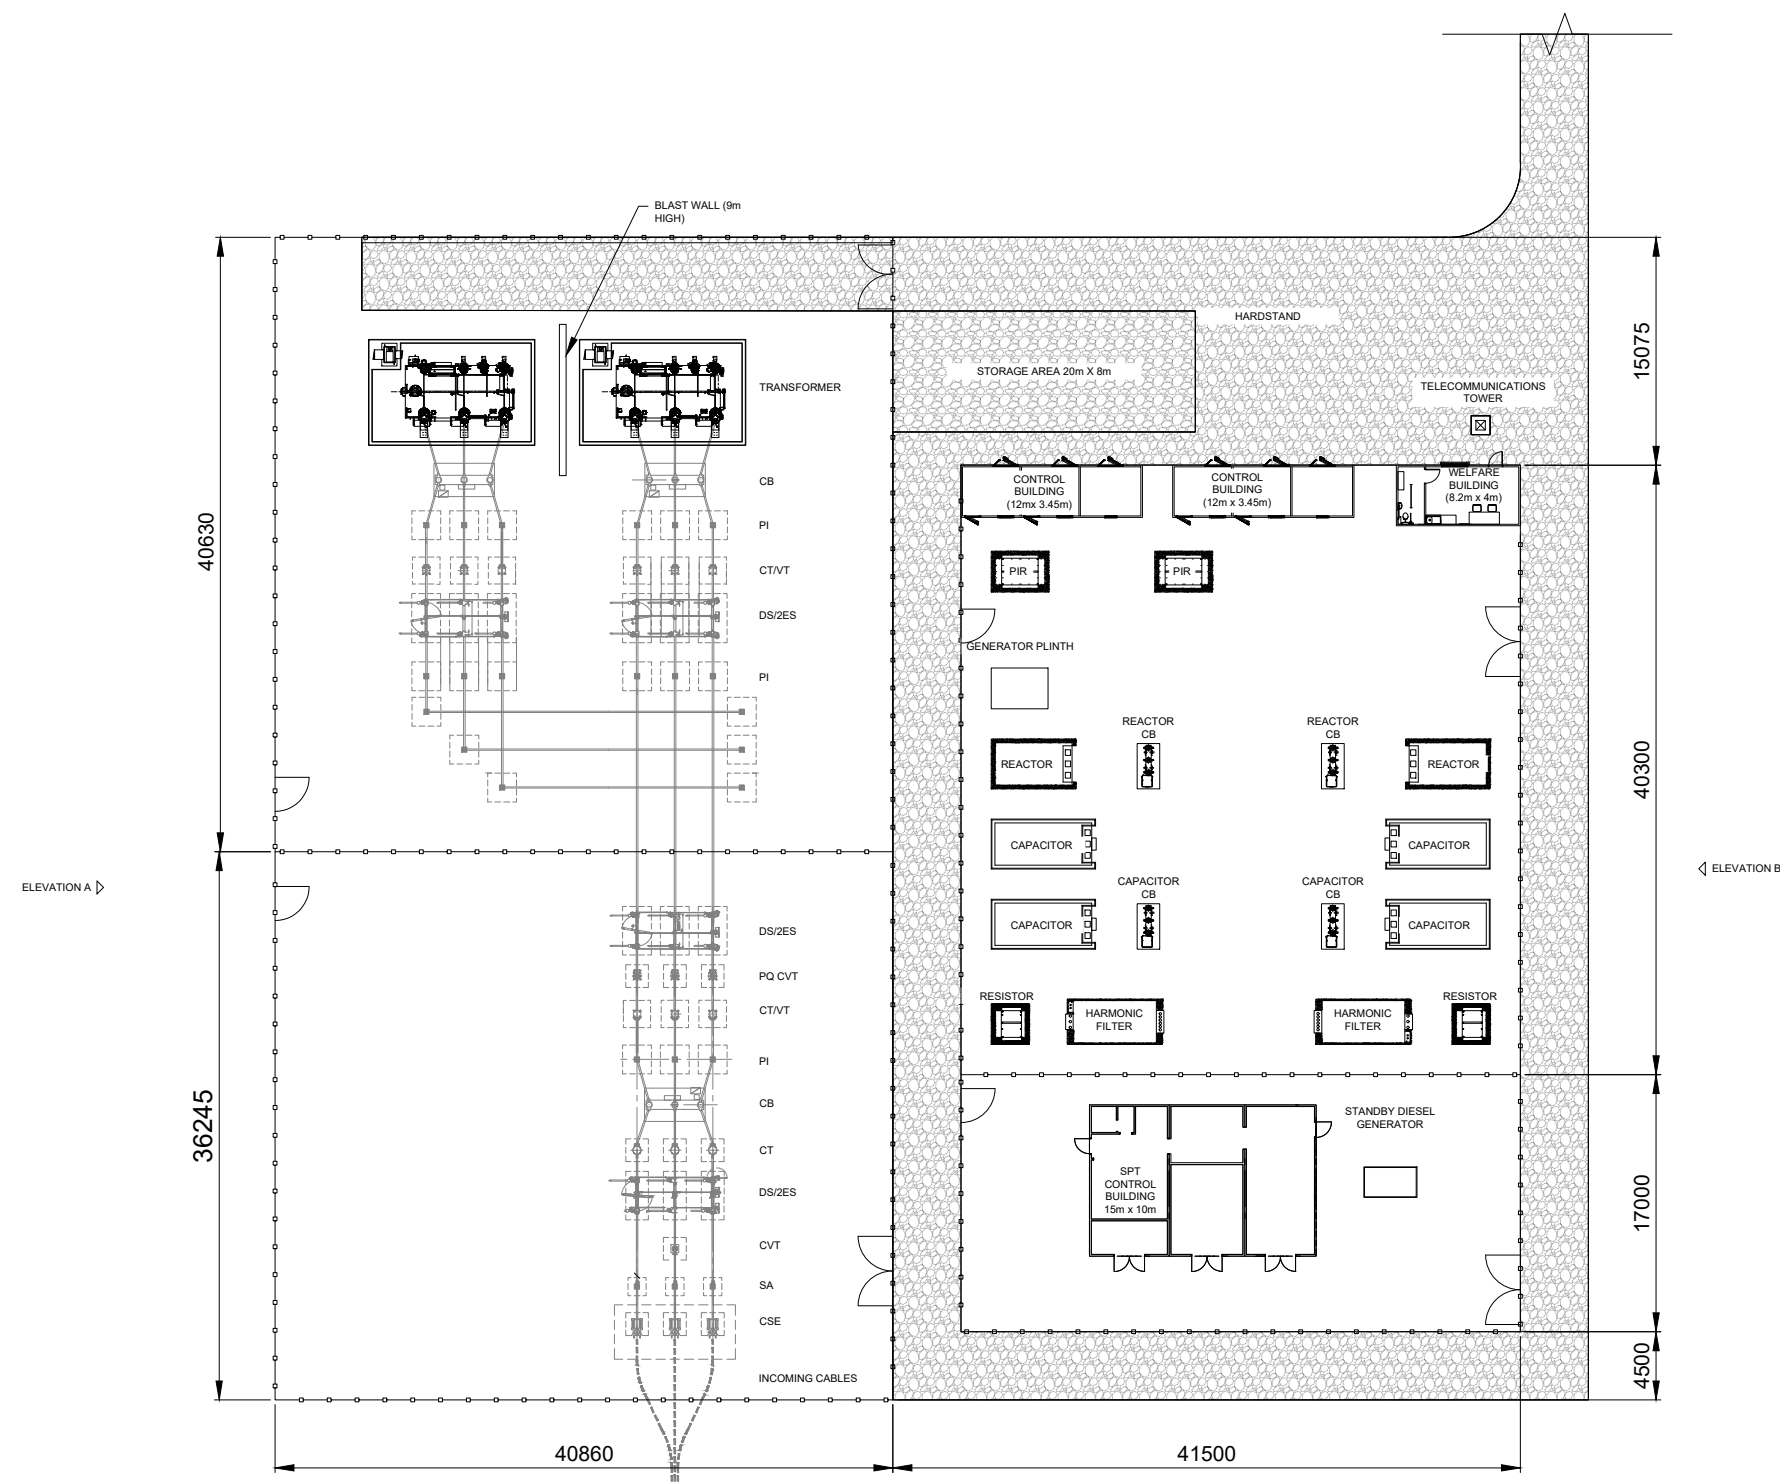 BLAST WALL (9m
HIGH)
HARDSTAND
STORAGE AREA 20m X 8m
TRANSFORMER
TELECOMMUNICATIONS
TOWER
15075
40630
CB
PI
CT/VT
DS/2ES
PI
CONTROL
BUILDING
(12mx 3.45m)
CONTROL
BUILDING
(12m x 3.45m)
WELFARE
BUILDING
(8.2m x 4m)
PIR
PIR
GENERATOR PLINTH
REACTOR
CB
REACTOR
CB
REACTOR
REACTOR
40300
CAPACITOR
CAPACITOR
ELEVATION A
ELEVATION B
CAPACITOR
CB
CAPACITOR
CB
CAPACITOR
CAPACITOR
RESISTOR
HARMONIC
FILTER
HARMONIC
FILTER
RESISTOR
36245
DS/2ES
PQ CVT
CT/VT
PI
CB
CT
DS/2ES
CVT
SA
CSE
INCOMING CABLES
STANDBY DIESEL
GENERATOR
SPT
CONTROL
BUILDING
15m x 10m
17000
4500
40860
41500